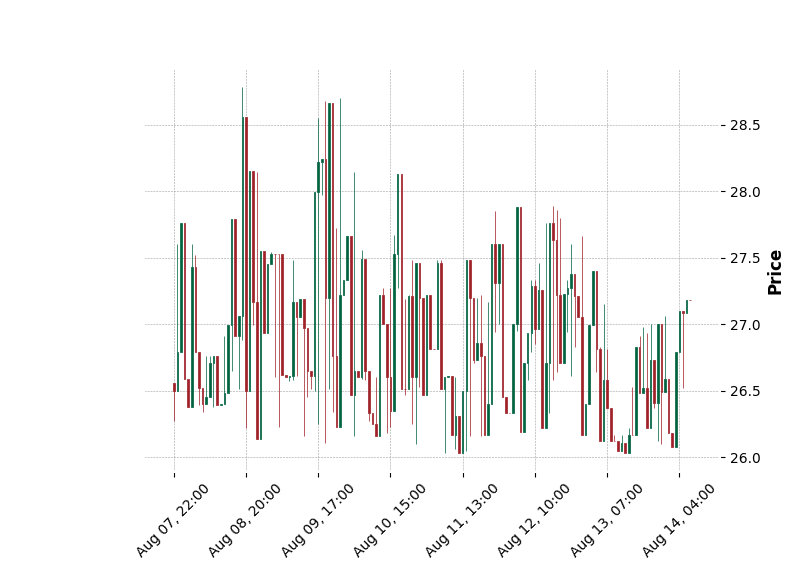 28.5
28.0
27.5
27.0
26.5
26.0
Price
Aug 07, 22:00
Aug 08, 20:00
Aug 09, 17:00
Aug 10, 15:00
Aug 11, 13:00
Aug 12, 10:00
Aug 13, 07:00
Aug 14, 04:00